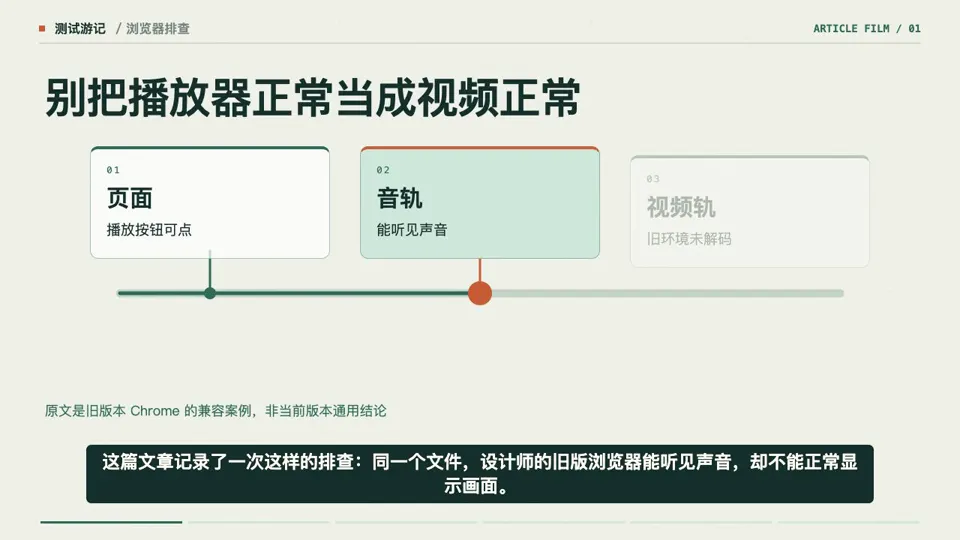 测试游记 / 浏览器排查
ARTICLE FILM / 01
别把播放器正常当成视频正常
01
页面
播放按钮可点
02
音轨
能听见声音
03
视频轨
旧环境未解码
原文是旧版本 Chrome 的兼容案例，非当前版本通用结论
这篇文章记录了一次这样的排查：同一个文件，设计师的旧版浏览器能听见声音，却不能正常显
示画面。